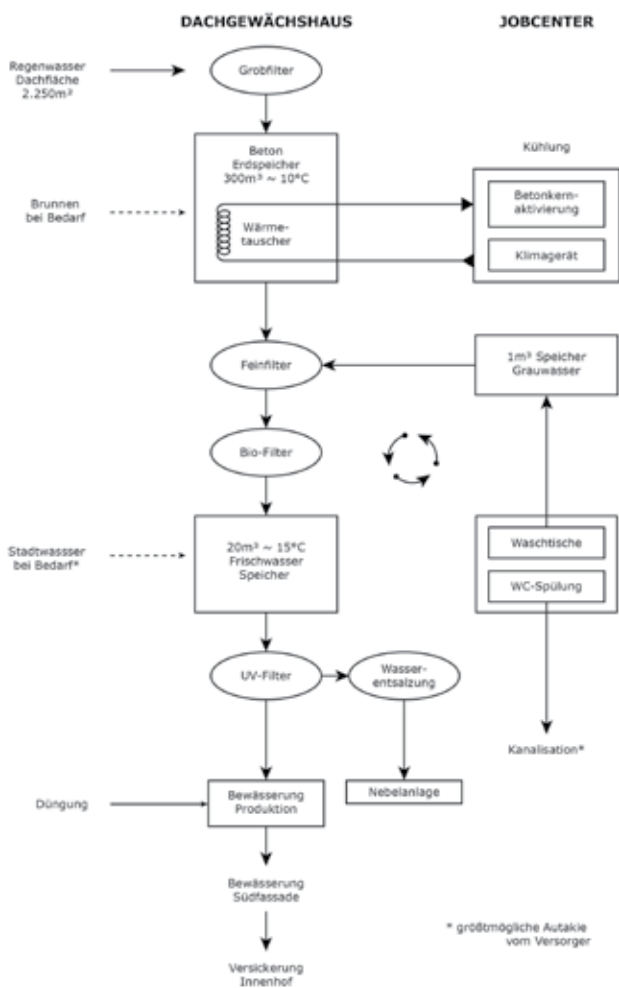 DACHGEWÄCHSHAUS
JOBCENTER
Regenwasser
Dachfläche
2.250m²
Grobfilter
Beton
Erdspeicher
300m³ ~ 10°C
Kühlung
Brunnen
bei Bedarf
Wärme-
tauscher
Betonkern-
aktivierung
Klimagerät
Feinfilter
1m³ Speicher
Grauwasser
Bio-Filter
Stadtwassser
bei Bedarf*
20m³ ~ 15°C
Frischwasser
Speicher
Waschtische
WC-Spülung
UV-Filter
Wasser-
entsalzung
Kanalisation*
Düngung
Bewässerung
Produktion
Nebelanlage
Bewässerung
Südfassade
* größtmögliche Autakie
vom Versorger
Versickerung
Innenhof